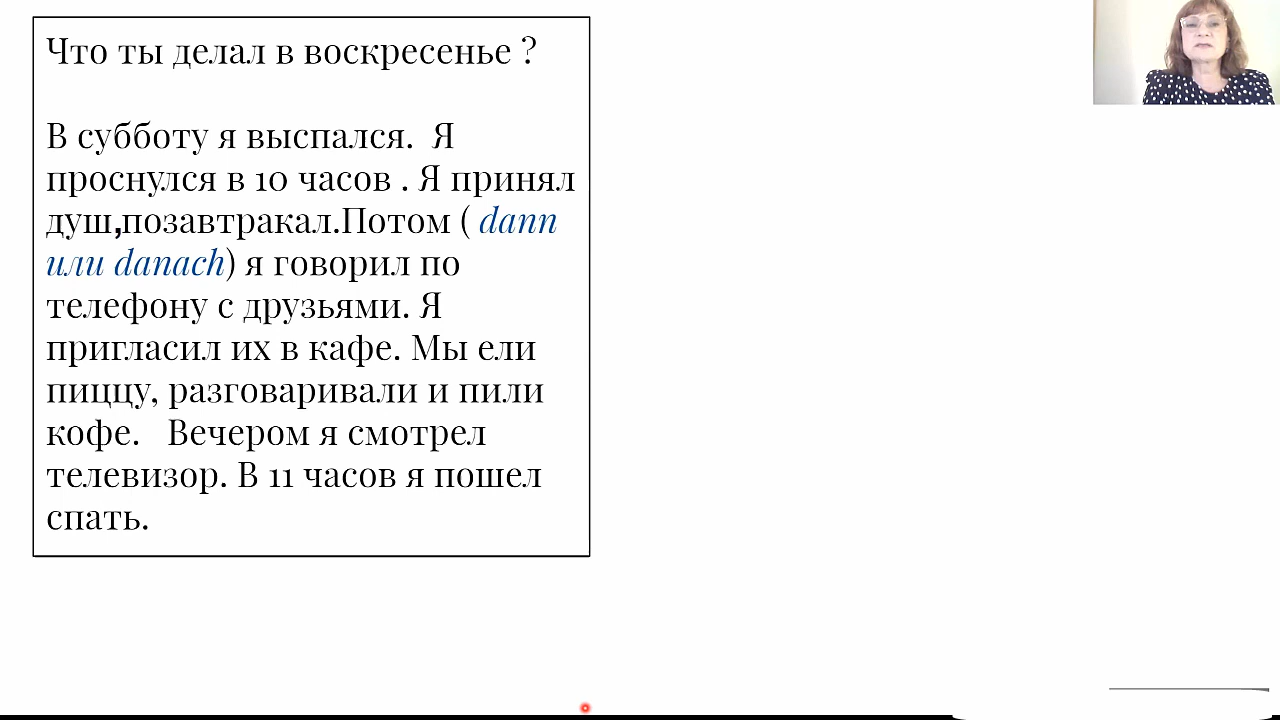 Что ты делал в воскресенье ?
В субботу я выспался. Я
проснулся в 10 часов . Я принял
душ,позавтракал.Потом ( dann
или danach) я говорил по
телефону с друзьями. Я
пригласил их в кафе. Мы ели
пиццу, разговаривали и пили
кофе. Вечером я смотрел
телевизор. В 11 часов я пошел
спать.